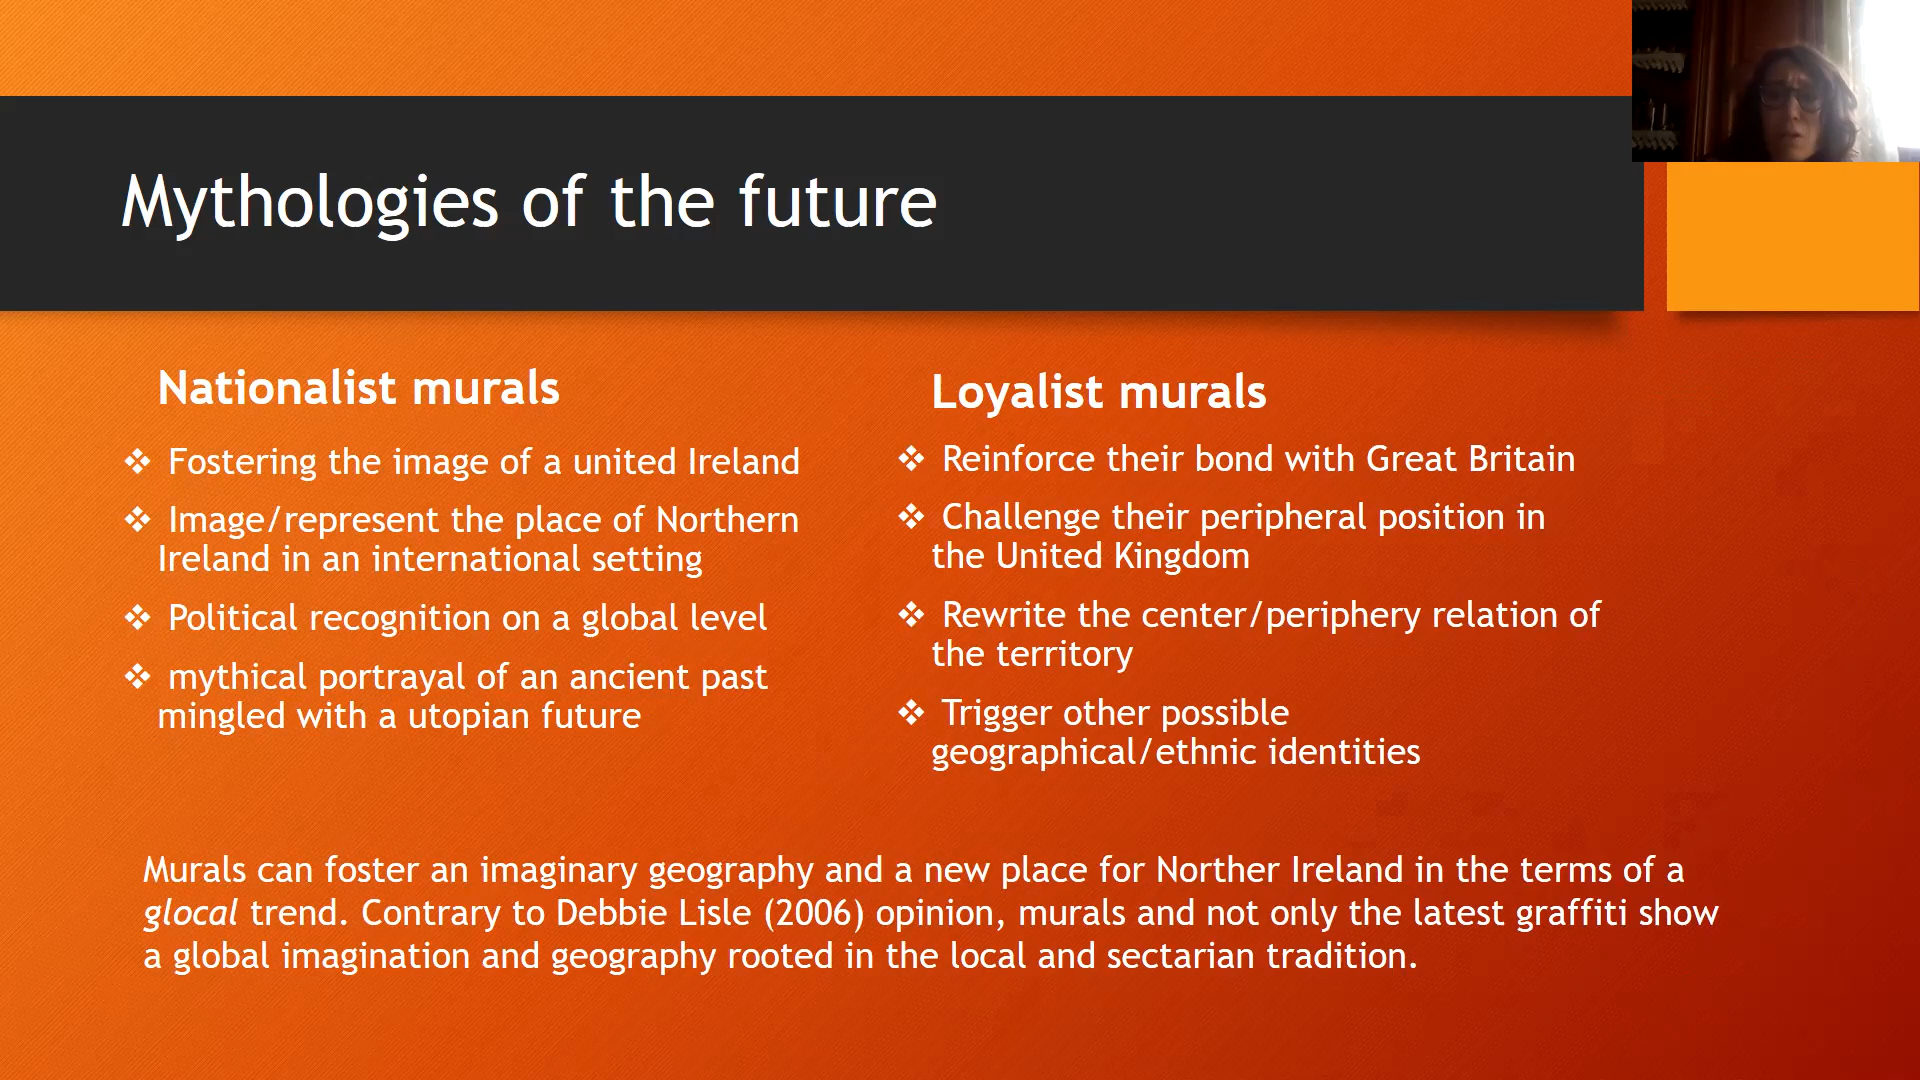 Mythologies of the future
Nationalist murals
❖ Fostering the image of a united Ireland
❖ Image/represent the place of Northern
Ireland in an international setting
❖ Political recognition on a global level
❖ mythical portrayal of an ancient past
mingled with a utopian future
Loyalist murals
❖ Reinforce their bond with Great Britain
❖ Challenge their peripheral position in
the United Kingdom
❖ Rewrite the center/periphery relation of
the territory
❖ Trigger other possible
geographical/ethnic identities
Murals can foster an imaginary geography and a new place for Norther Ireland in the terms of a
glocal trend. Contrary to Debbie Lisle (2006) opinion, murals and not only the latest graffiti show
a global imagination and geography rooted in the local and sectarian tradition.